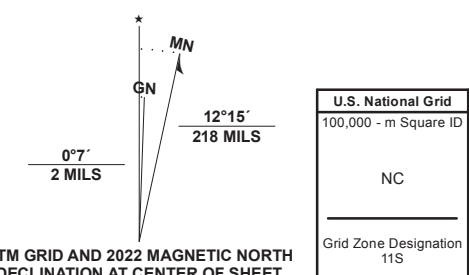 ★
MN
GN
12°15´
218 MILS
0°7´
2 MILS
TM GRID AND 2022 MAGNETIC NORTH
DECLINATION AT CENTER OF SHEET
U.S. National Grid
100,000 - m Square ID
NC
Grid Zone Designation
11S